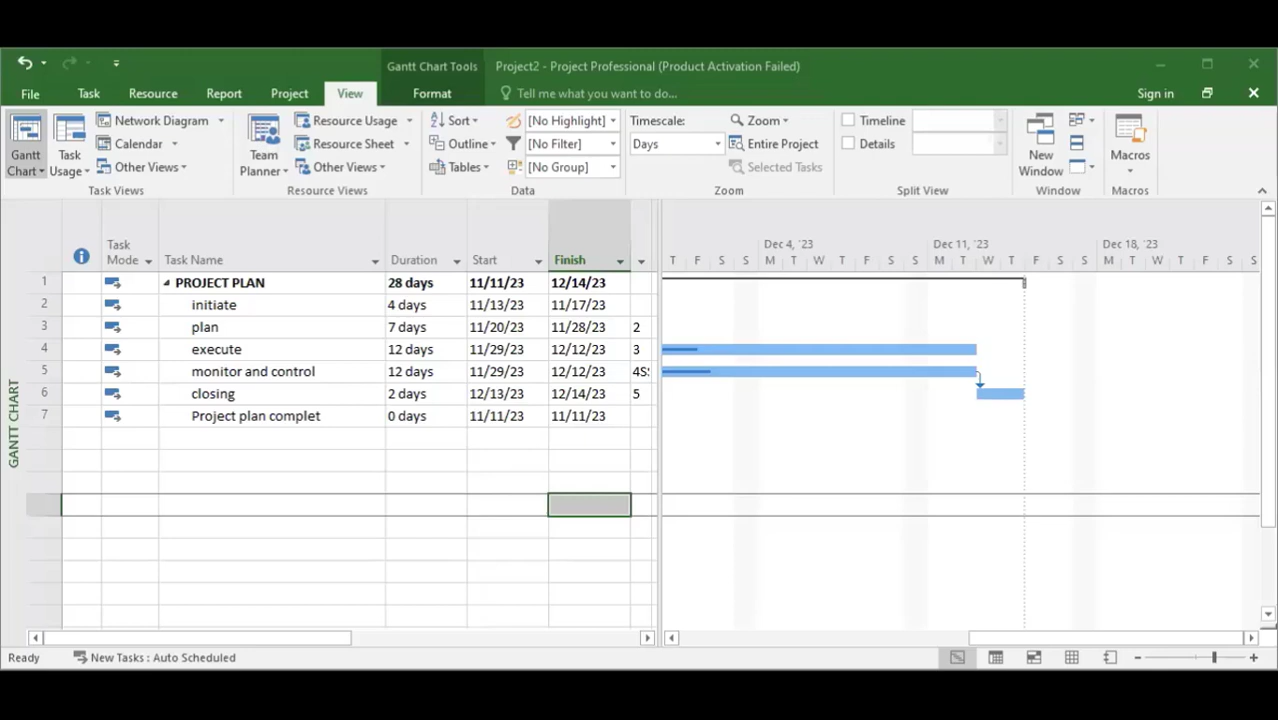 Gantt Chart Tools Project2 - Project Professional (Product Activation Failed)
File Task Resource Report Project View Format Tell me what you want to do... Sign in
Gantt Chart
Task Usage
Network Diagram
Calendar
Other Views
Task Views
Team Planner
Resource Usage
Resource Sheet
Other Views
Resource Views
Sort
Outline
Tables
[No Highlight]
[No Filter]
[No Group]
Data
Timescale:
Days
Zoom
Entire Project
Selected Tasks
Zoom
Timeline
Details
Split View
New Window
Window
Macros
Macros
Task Mode Task Name Duration Start Finish
Dec 4, '23 Dec 11, '23 Dec 18, '23
T F S S M T W T F S S M T W T F S S M T W T F S
1 PROJECT PLAN 28 days 11/11/23 12/14/23
2 initiate 4 days 11/13/23 11/17/23
3 plan 7 days 11/20/23 11/28/23 2
4 execute 12 days 11/29/23 12/12/23 3
5 monitor and control 12 days 11/29/23 12/12/23 4S
6 closing 2 days 12/13/23 12/14/23 5
7 Project plan complet 0 days 11/11/23 11/11/23
GANTT CHART
Ready New Tasks : Auto Scheduled